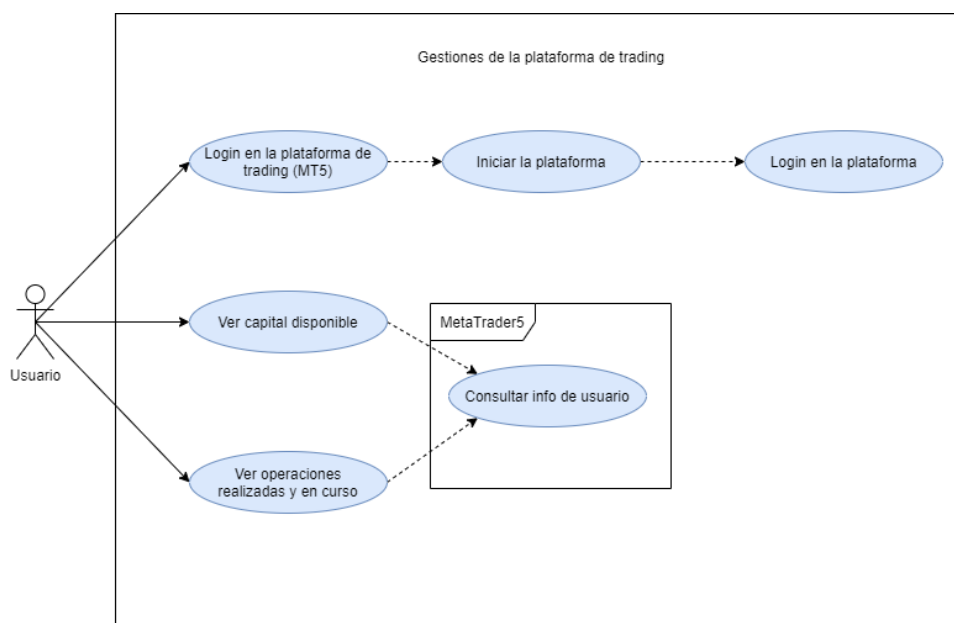 Gestiones de la plataforma de trading
Login en la plataforma de
trading (MT5)
Iniciar la plataforma
Login en la plataforma
Usuario
Ver capital disponible
MetaTrader5
Consultar info de usuario
Ver operaciones
realizadas y en curso